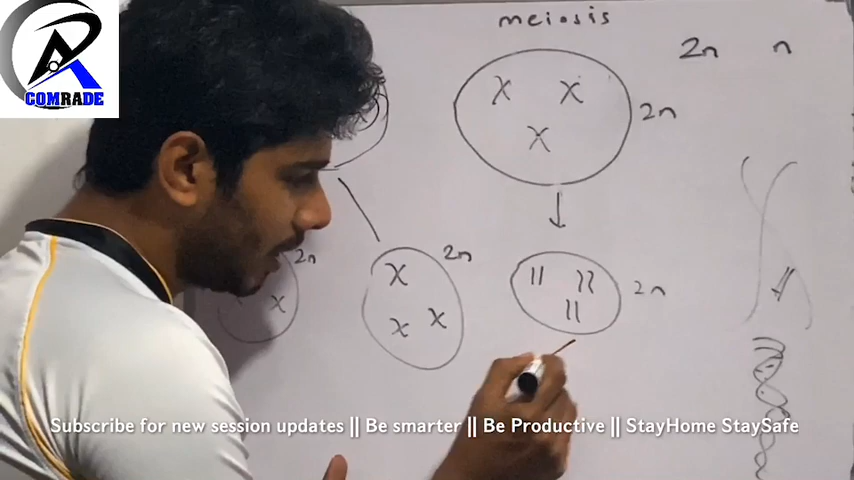 COMRADE
meiosis
2n n
2n
2n
2n
2n
Subscribe for new session updates || Be smarter || Be Productive || StayHome StaySafe